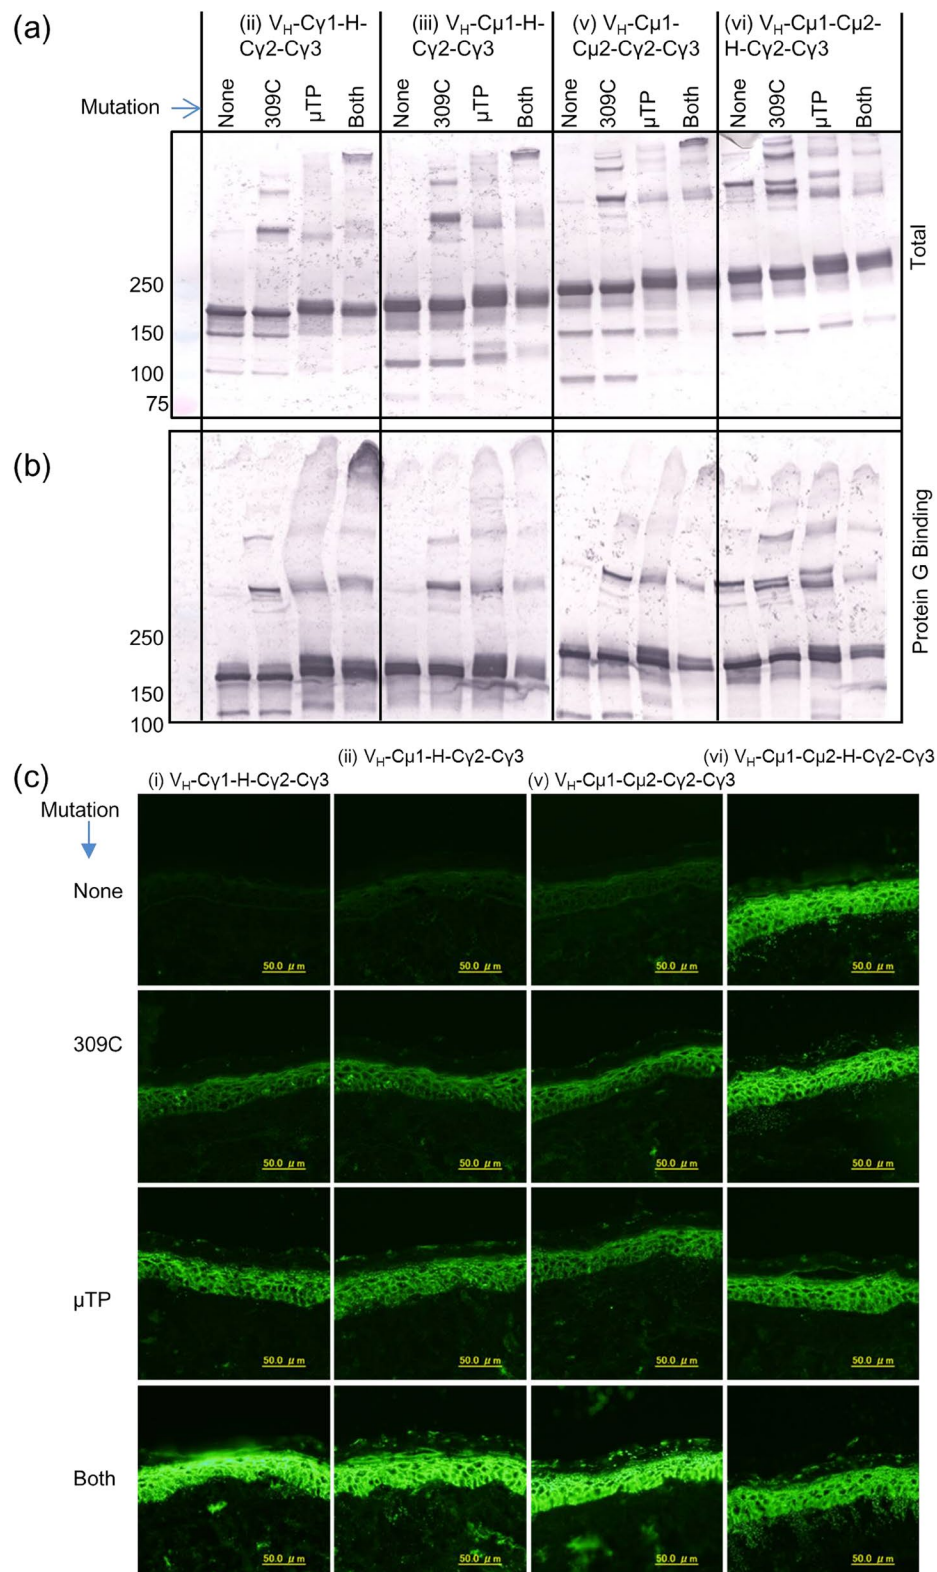 (a)
(ii) VH-Cγ1-H-
Cγ2-Cγ3
(iii) VH-Cμ1-H-
Cγ2-Cγ3
(v) VH-Cμ1-
Cμ2-Cγ2-Cγ3
(vi) VH-Cμ1-Cμ2-
H-Cγ2-Cγ3
Mutation
None 309C μTP Both
None 309C μTP Both
None 309C μTP Both
None 309C μTP Both
250
150
100
75
Total
(b)
250
150
100
Protein G Binding
(c)
(i) VH-Cγ1-H-Cγ2-Cγ3
(ii) VH-Cμ1-H-Cγ2-Cγ3
(v) VH-Cμ1-Cμ2-Cγ2-Cγ3
(vi) VH-Cμ1-Cμ2-H-Cγ2-Cγ3
Mutation
None
50.0 μm 50.0 μm 50.0 μm 50.0 μm
309C
50.0 μm 50.0 μm 50.0 μm 50.0 μm
μTP
50.0 μm 50.0 μm 50.0 μm 50.0 μm
Both
50.0 μm 50.0 μm 50.0 μm 50.0 μm